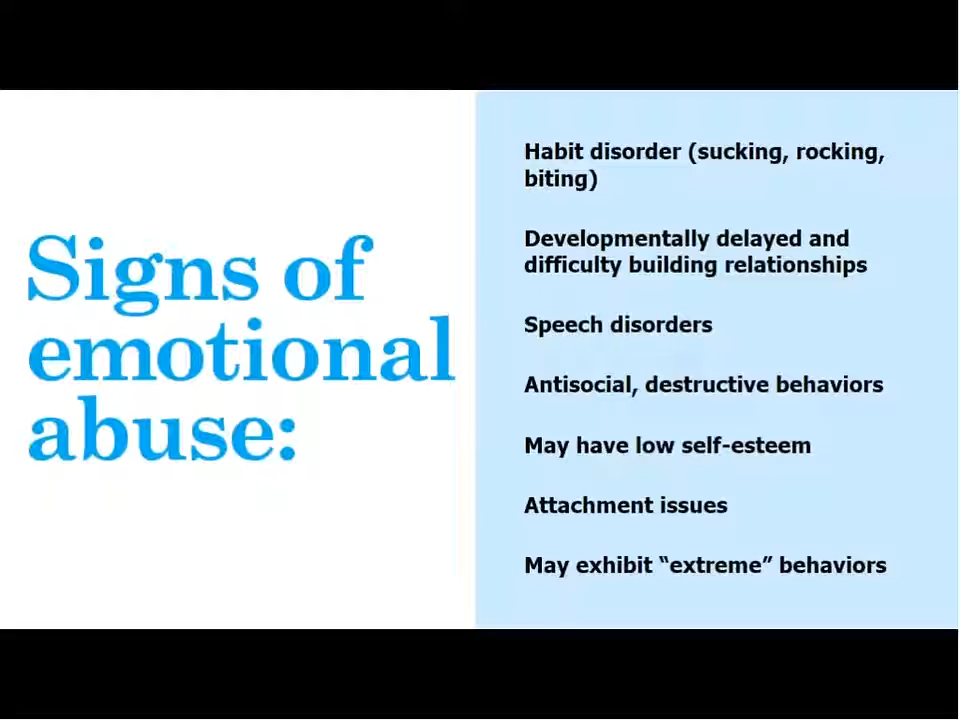 Signs of
emotional
abuse:
Habit disorder (sucking, rocking,
biting)
Developmentally delayed and
difficulty building relationships
Speech disorders
Antisocial, destructive behaviors
May have low self-esteem
Attachment issues
May exhibit “extreme” behaviors